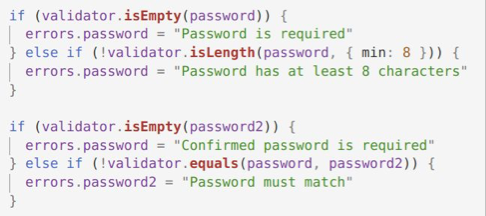 if (validator.isEmpty(password)) {
errors.password = "Password is required"
} else if (!validator.isLength(password, { min: 8 })) {
errors.password = "Password has at least 8 characters"
}
if (validator.isEmpty(password2)) {
errors.password = "Confirmed password is required"
} else if (!validator.equals(password, password2)) {
errors.password2 = "Password must match"
}